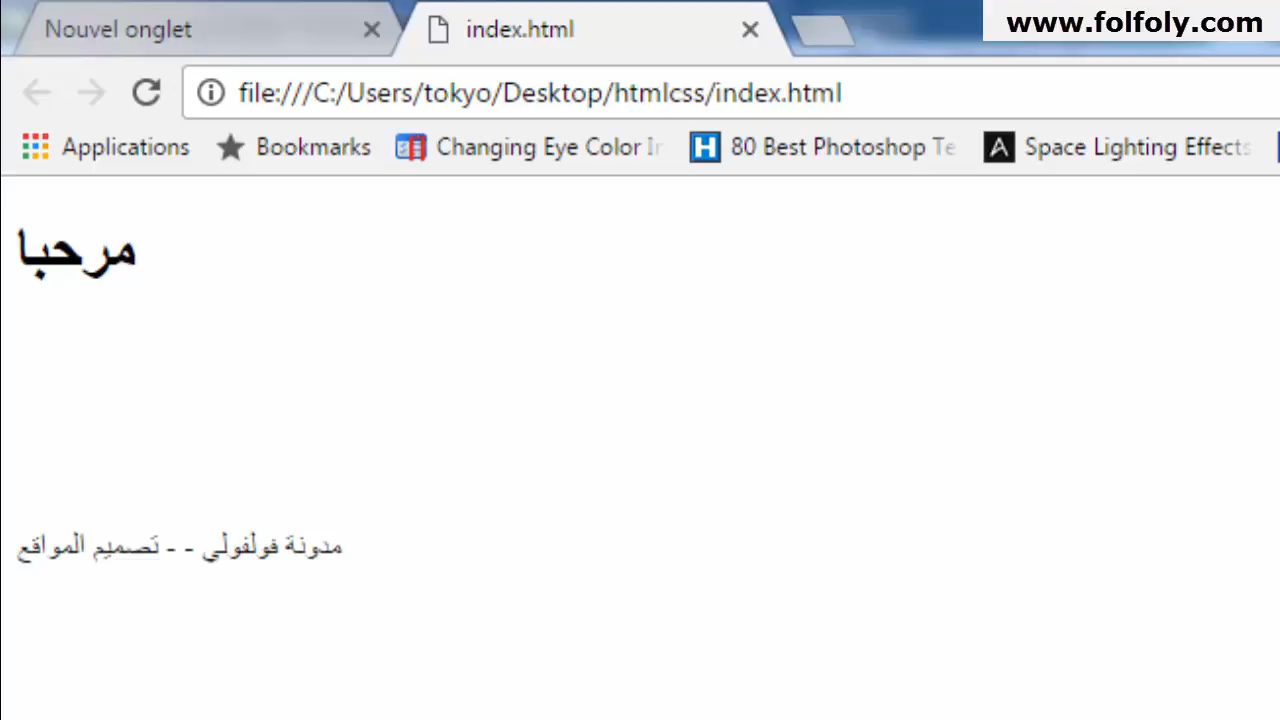 Nouvel onglet
index.html
www.folfoly.com
file:///C:/Users/tokyo/Desktop/htmlcss/index.html
Applications
Bookmarks
Changing Eye Color
80 Best Photoshop
Space Lighting Effects
مرحبا
مدونة فولفولي - - تصميم المواقع